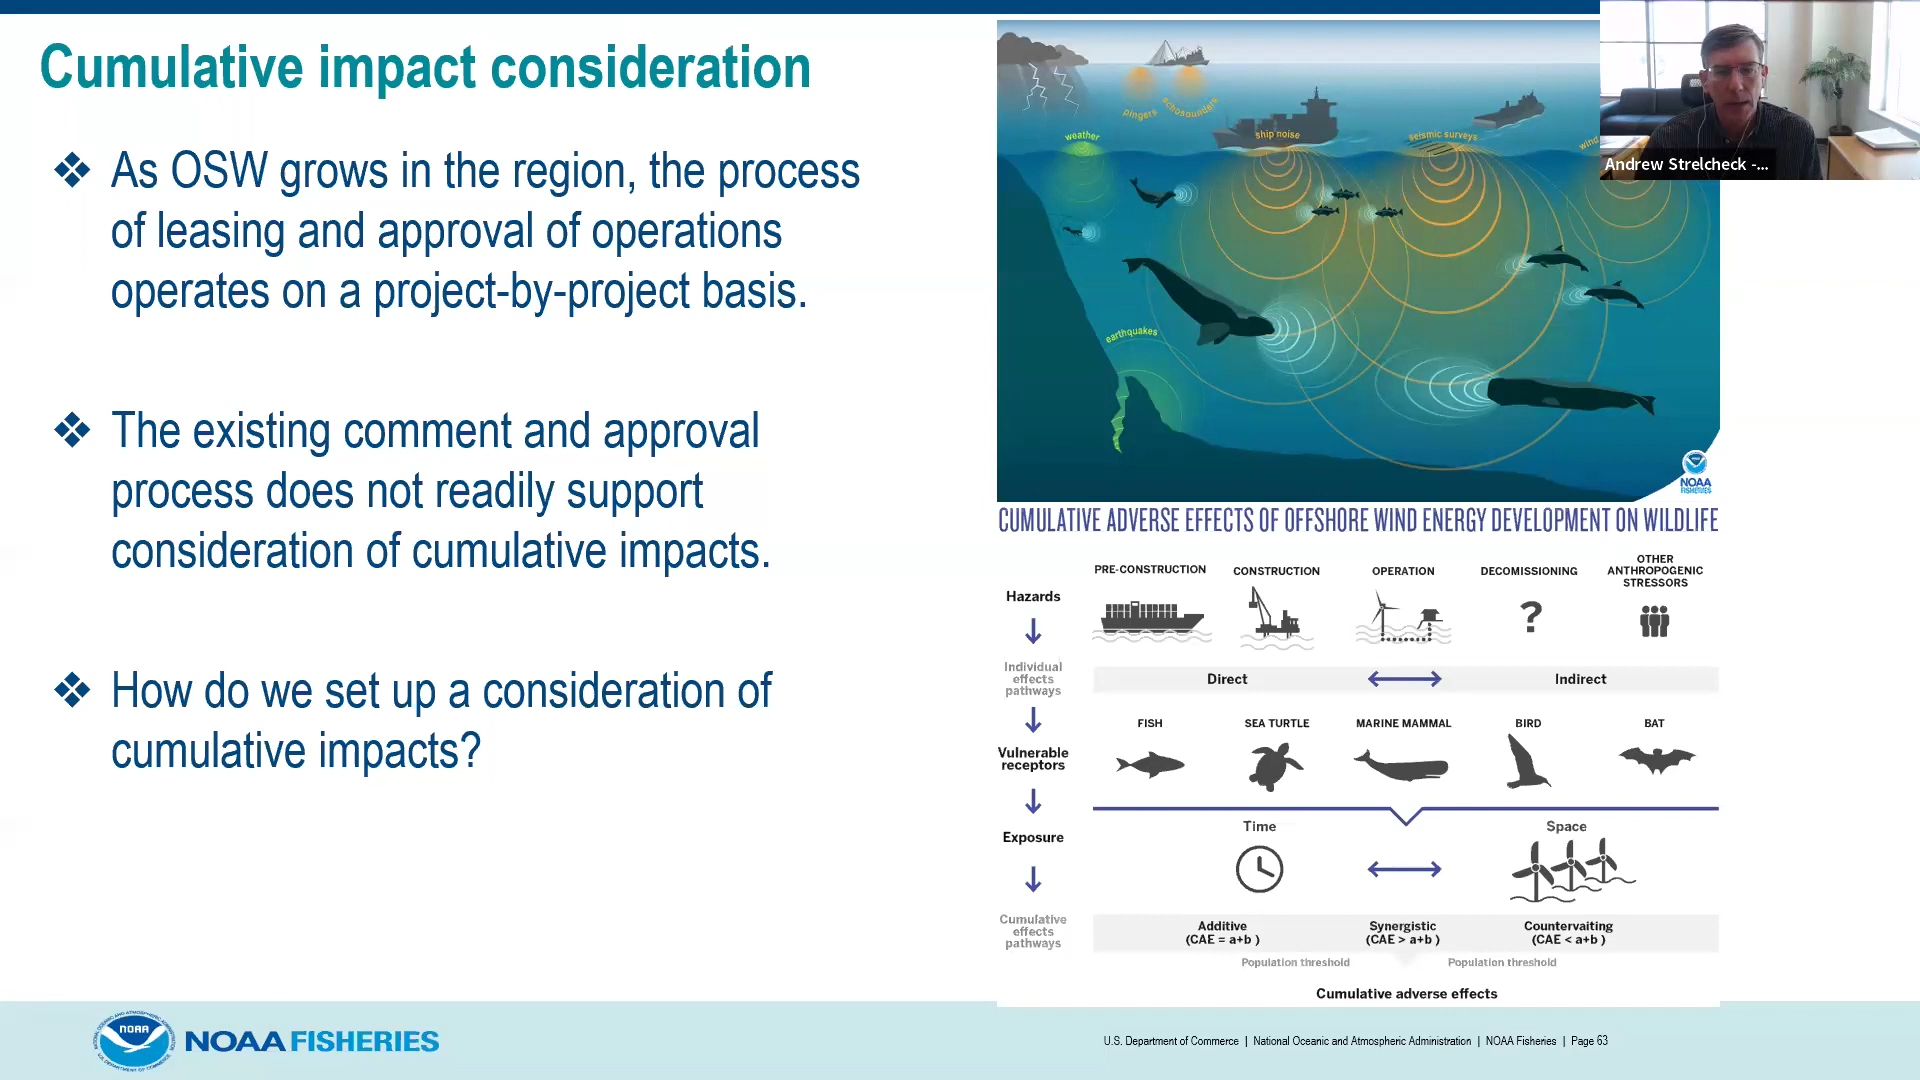 Cumulative impact consideration
❖ As OSW grows in the region, the process
of leasing and approval of operations
operates on a project-by-project basis.
❖ The existing comment and approval
process does not readily support
consideration of cumulative impacts.
❖ How do we set up a consideration of
cumulative impacts?
pingers
echosounders
weather
ship noise
seismic surveys
wind
earthquakes
NOAA
FISHERIES
Andrew Strelcheck -...
CUMULATIVE ADVERSE EFFECTS OF OFFSHORE WIND ENERGY DEVELOPMENT ON WILDLIFE
PRE-CONSTRUCTION CONSTRUCTION OPERATION DECOMISSIONING OTHER
ANTHROPOGENIC
STRESSORS
Hazards
?
Individual
effects
pathways
Direct Indirect
FISH SEA TURTLE MARINE MAMMAL BIRD BAT
Vulnerable
receptors
Exposure
Time Space
Cumulative
effects
pathways
Additive Synergistic Countervaiting
(CAE = a+b ) (CAE > a+b ) (CAE < a+b )
Population threshold Population threshold
Cumulative adverse effects
NOAA
NOAA FISHERIES
U.S. Department of Commerce | National Oceanic and Atmospheric Administration | NOAA Fisheries | Page 63